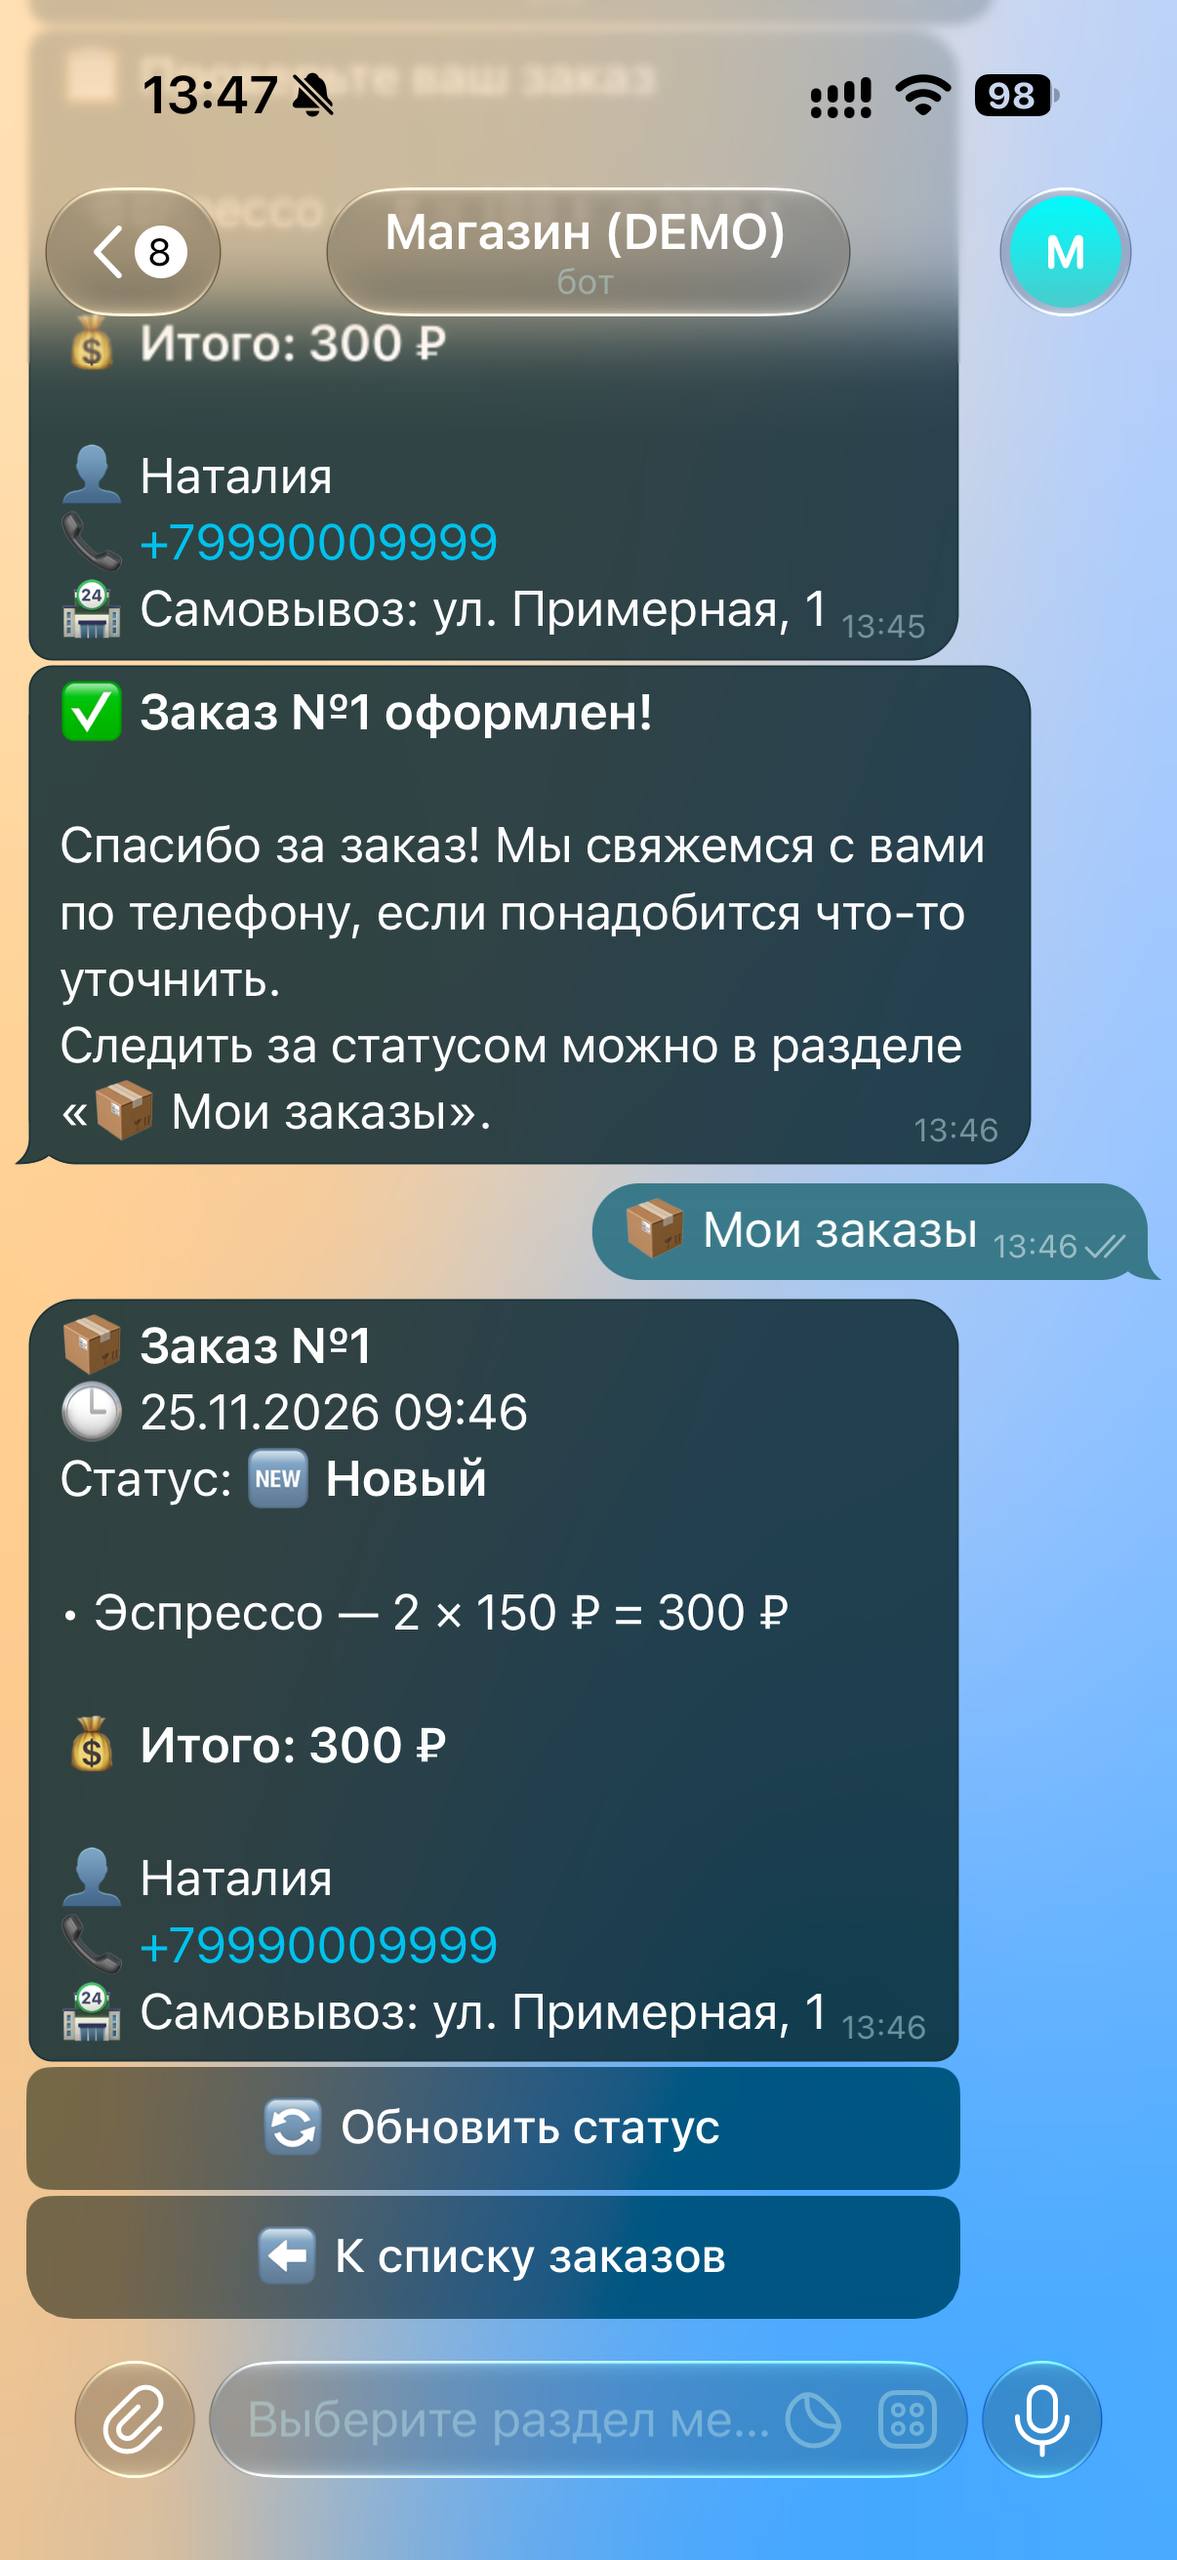 ваш заказ
13:47
98
8
Магазин (DEMO)
бот
M
Итого: 300 ₽
Наталия
+79990009999
Самовывоз: ул. Примерная, 1 13:45
Заказ №1 оформлен!
Спасибо за заказ! Мы свяжемся с вами
по телефону, если понадобится что-то
уточнить.
Следить за статусом можно в разделе
«📦 Мои заказы».
13:46
📦 Мои заказы 13:46
Заказ №1
25.11.2026 09:46
Статус: NEW Новый
• Эспрессо — 2 × 150 ₽ = 300 ₽
Итого: 300 ₽
Наталия
+79990009999
Самовывоз: ул. Примерная, 1 13:46
Обновить статус
К списку заказов
Выберите раздел ме...